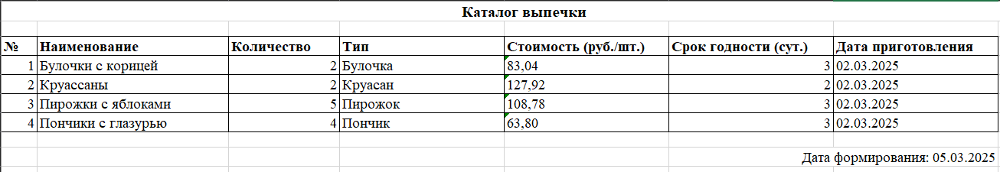 Каталог выпечки
№ Наименование Количество Тип Стоимость (руб./шт.) Срок годности (сут.) Дата приготовления
1 Булочки с корицей 2 Булочка 83,04 3 02.03.2025
2 Круассаны 2 Круасан 127,92 2 02.03.2025
3 Пирожки с яблоками 5 Пирожок 108,78 3 02.03.2025
4 Пончики с глазурью 4 Пончик 63,80 3 02.03.2025
Дата формирования: 05.03.2025